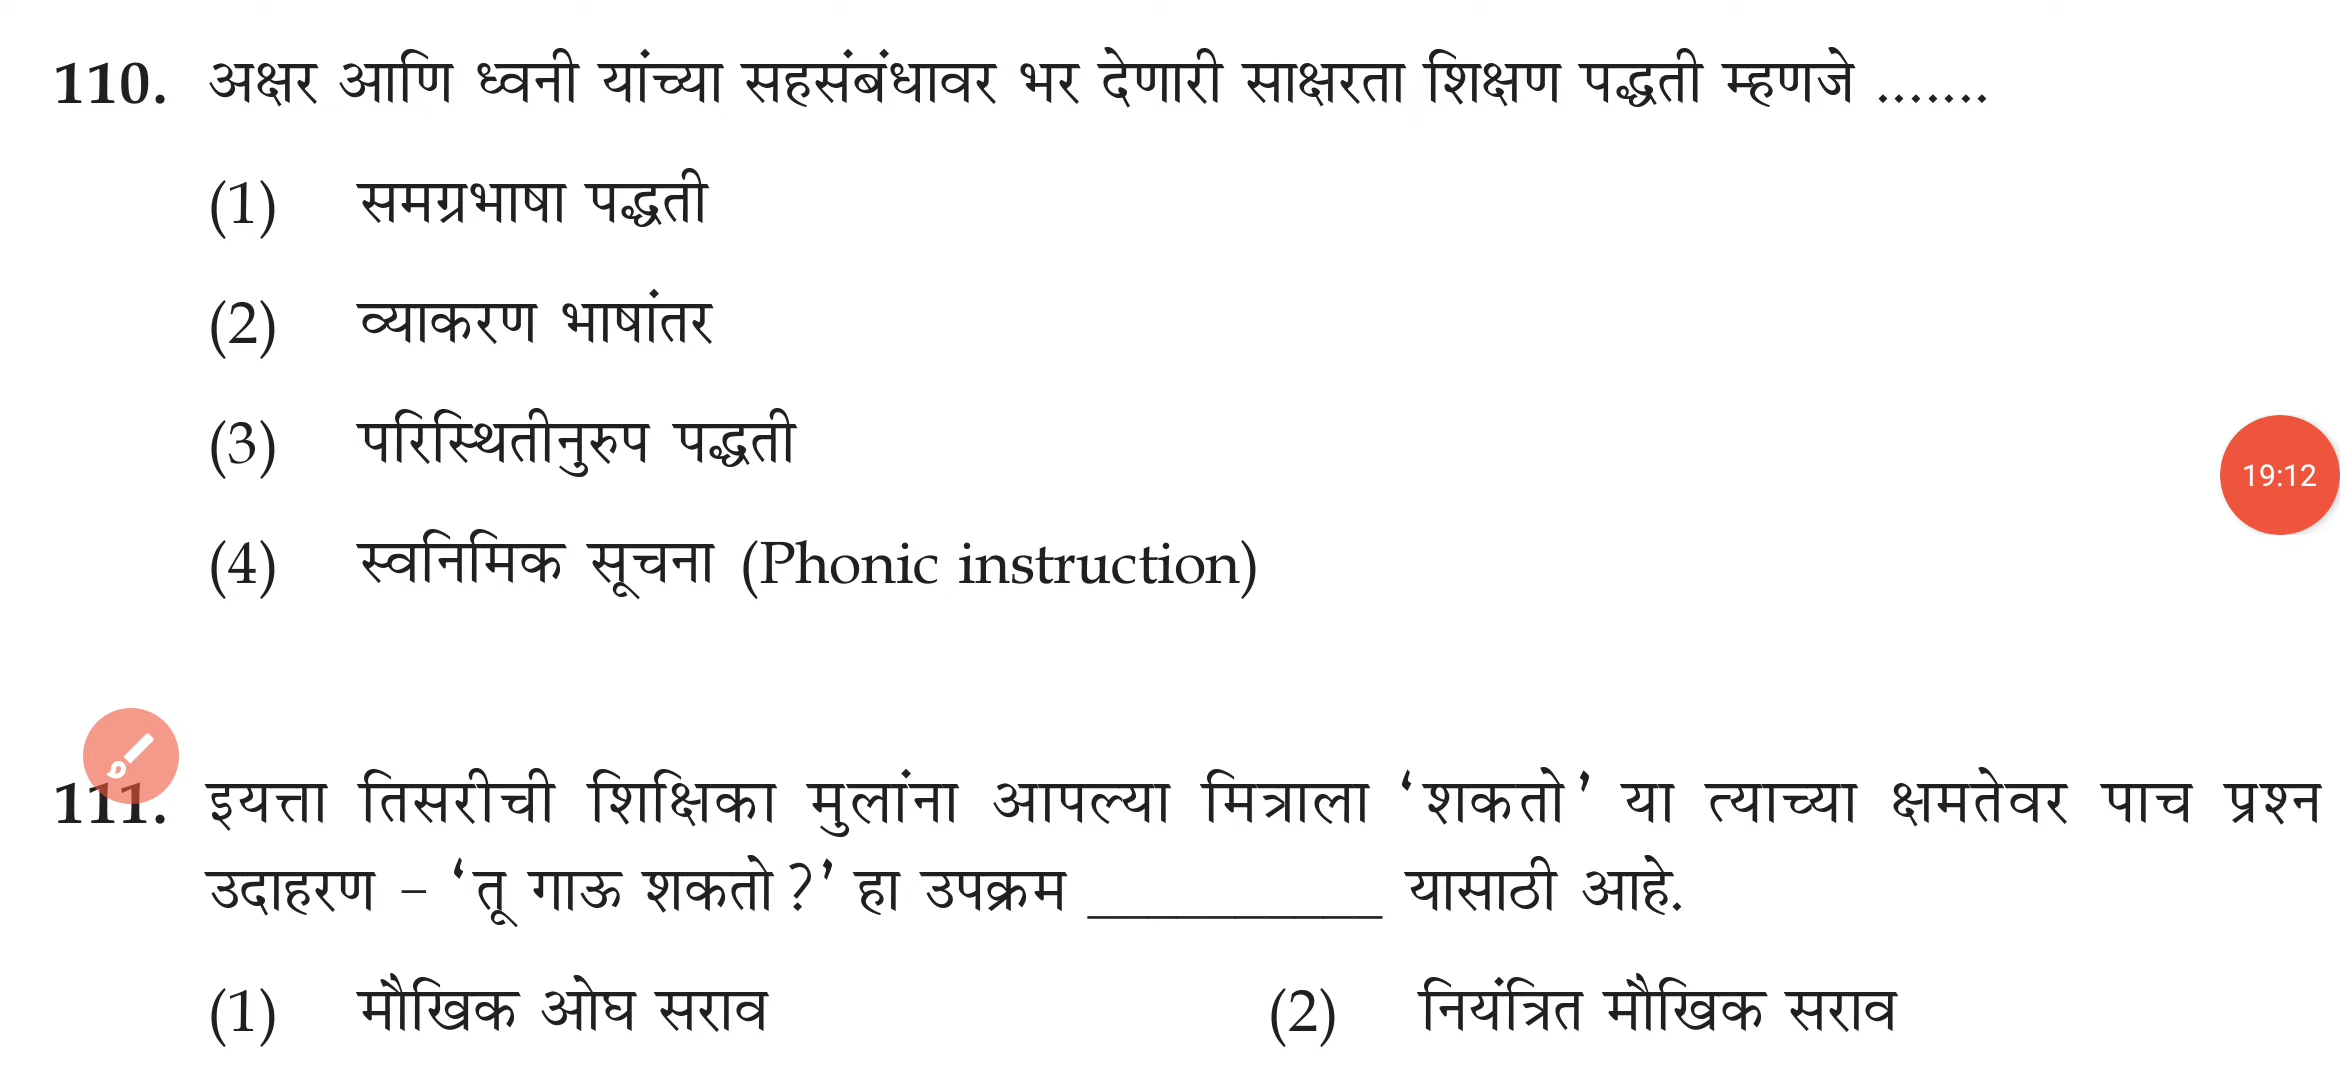 110. अक्षर आणि ध्वनी यांच्या सहसंबंधावर भर देणारी साक्षरता शिक्षण पद्धती म्हणजे .......
(1) समग्रभाषा पद्धती
(2) व्याकरण भाषांतर
(3) परिस्थितीनुरुप पद्धती
19:12
(4) स्वनिमिक सूचना (Phonic instruction)
111. इयत्ता तिसरीची शिक्षिका मुलांना आपल्या मित्राला ‘शकतो’ या त्याच्या क्षमतेवर पाच प्रश्न
उदाहरण – ‘तू गाऊ शकतो?’ हा उपक्रम __________ यासाठी आहे.
(1) मौखिक ओघ सराव (2) नियंत्रित मौखिक सराव